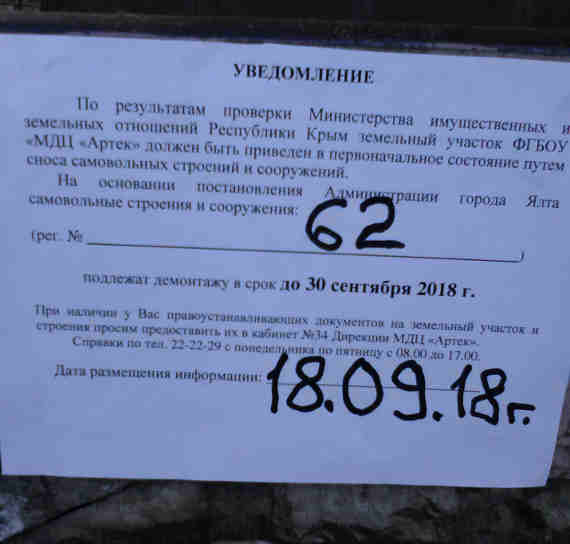 УВЕДОМЛЕНИЕ
По результатам проверки Министерства имущественных и
земельных отношений Республики Крым земельный участок ФГБОУ
«МДЦ «Артек» должен быть приведен в первоначальное состояние путем
сноса самовольных строений и сооружений.
На основании постановления Администрации города Ялта
самовольные строения и сооружения:
(рег. № 62)
подлежат демонтажу в срок до 30 сентября 2018 г.
При наличии у Вас правоустанавливающих документов на земельный участок и
строения просим предоставить их в кабинет №34 Дирекции МДЦ «Артек».
Справки по тел. 22-22-29 с понедельника по пятницу с 08.00 до 17.00.
Дата размещения информации: 18.09.18г.